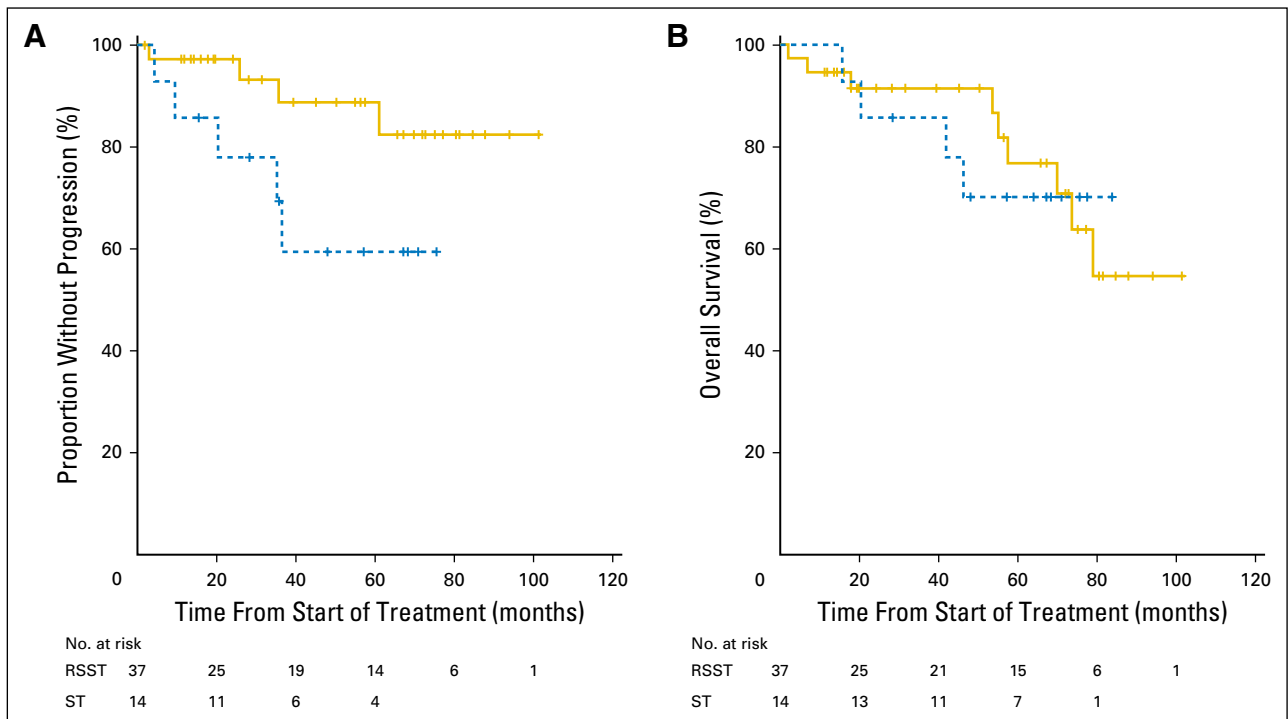 A
Proportion Without Progression (%)
100
80
60
40
20
0
20 40 60 80 100 120
Time From Start of Treatment (months)
No. at risk
RSST 37 25 19 14 6 1
ST 14 11 6 4
B
Overall Survival (%)
100
80
60
40
20
0
20 40 60 80 100 120
Time From Start of Treatment (months)
No. at risk
RSST 37 25 21 15 6 1
ST 14 13 11 7 1